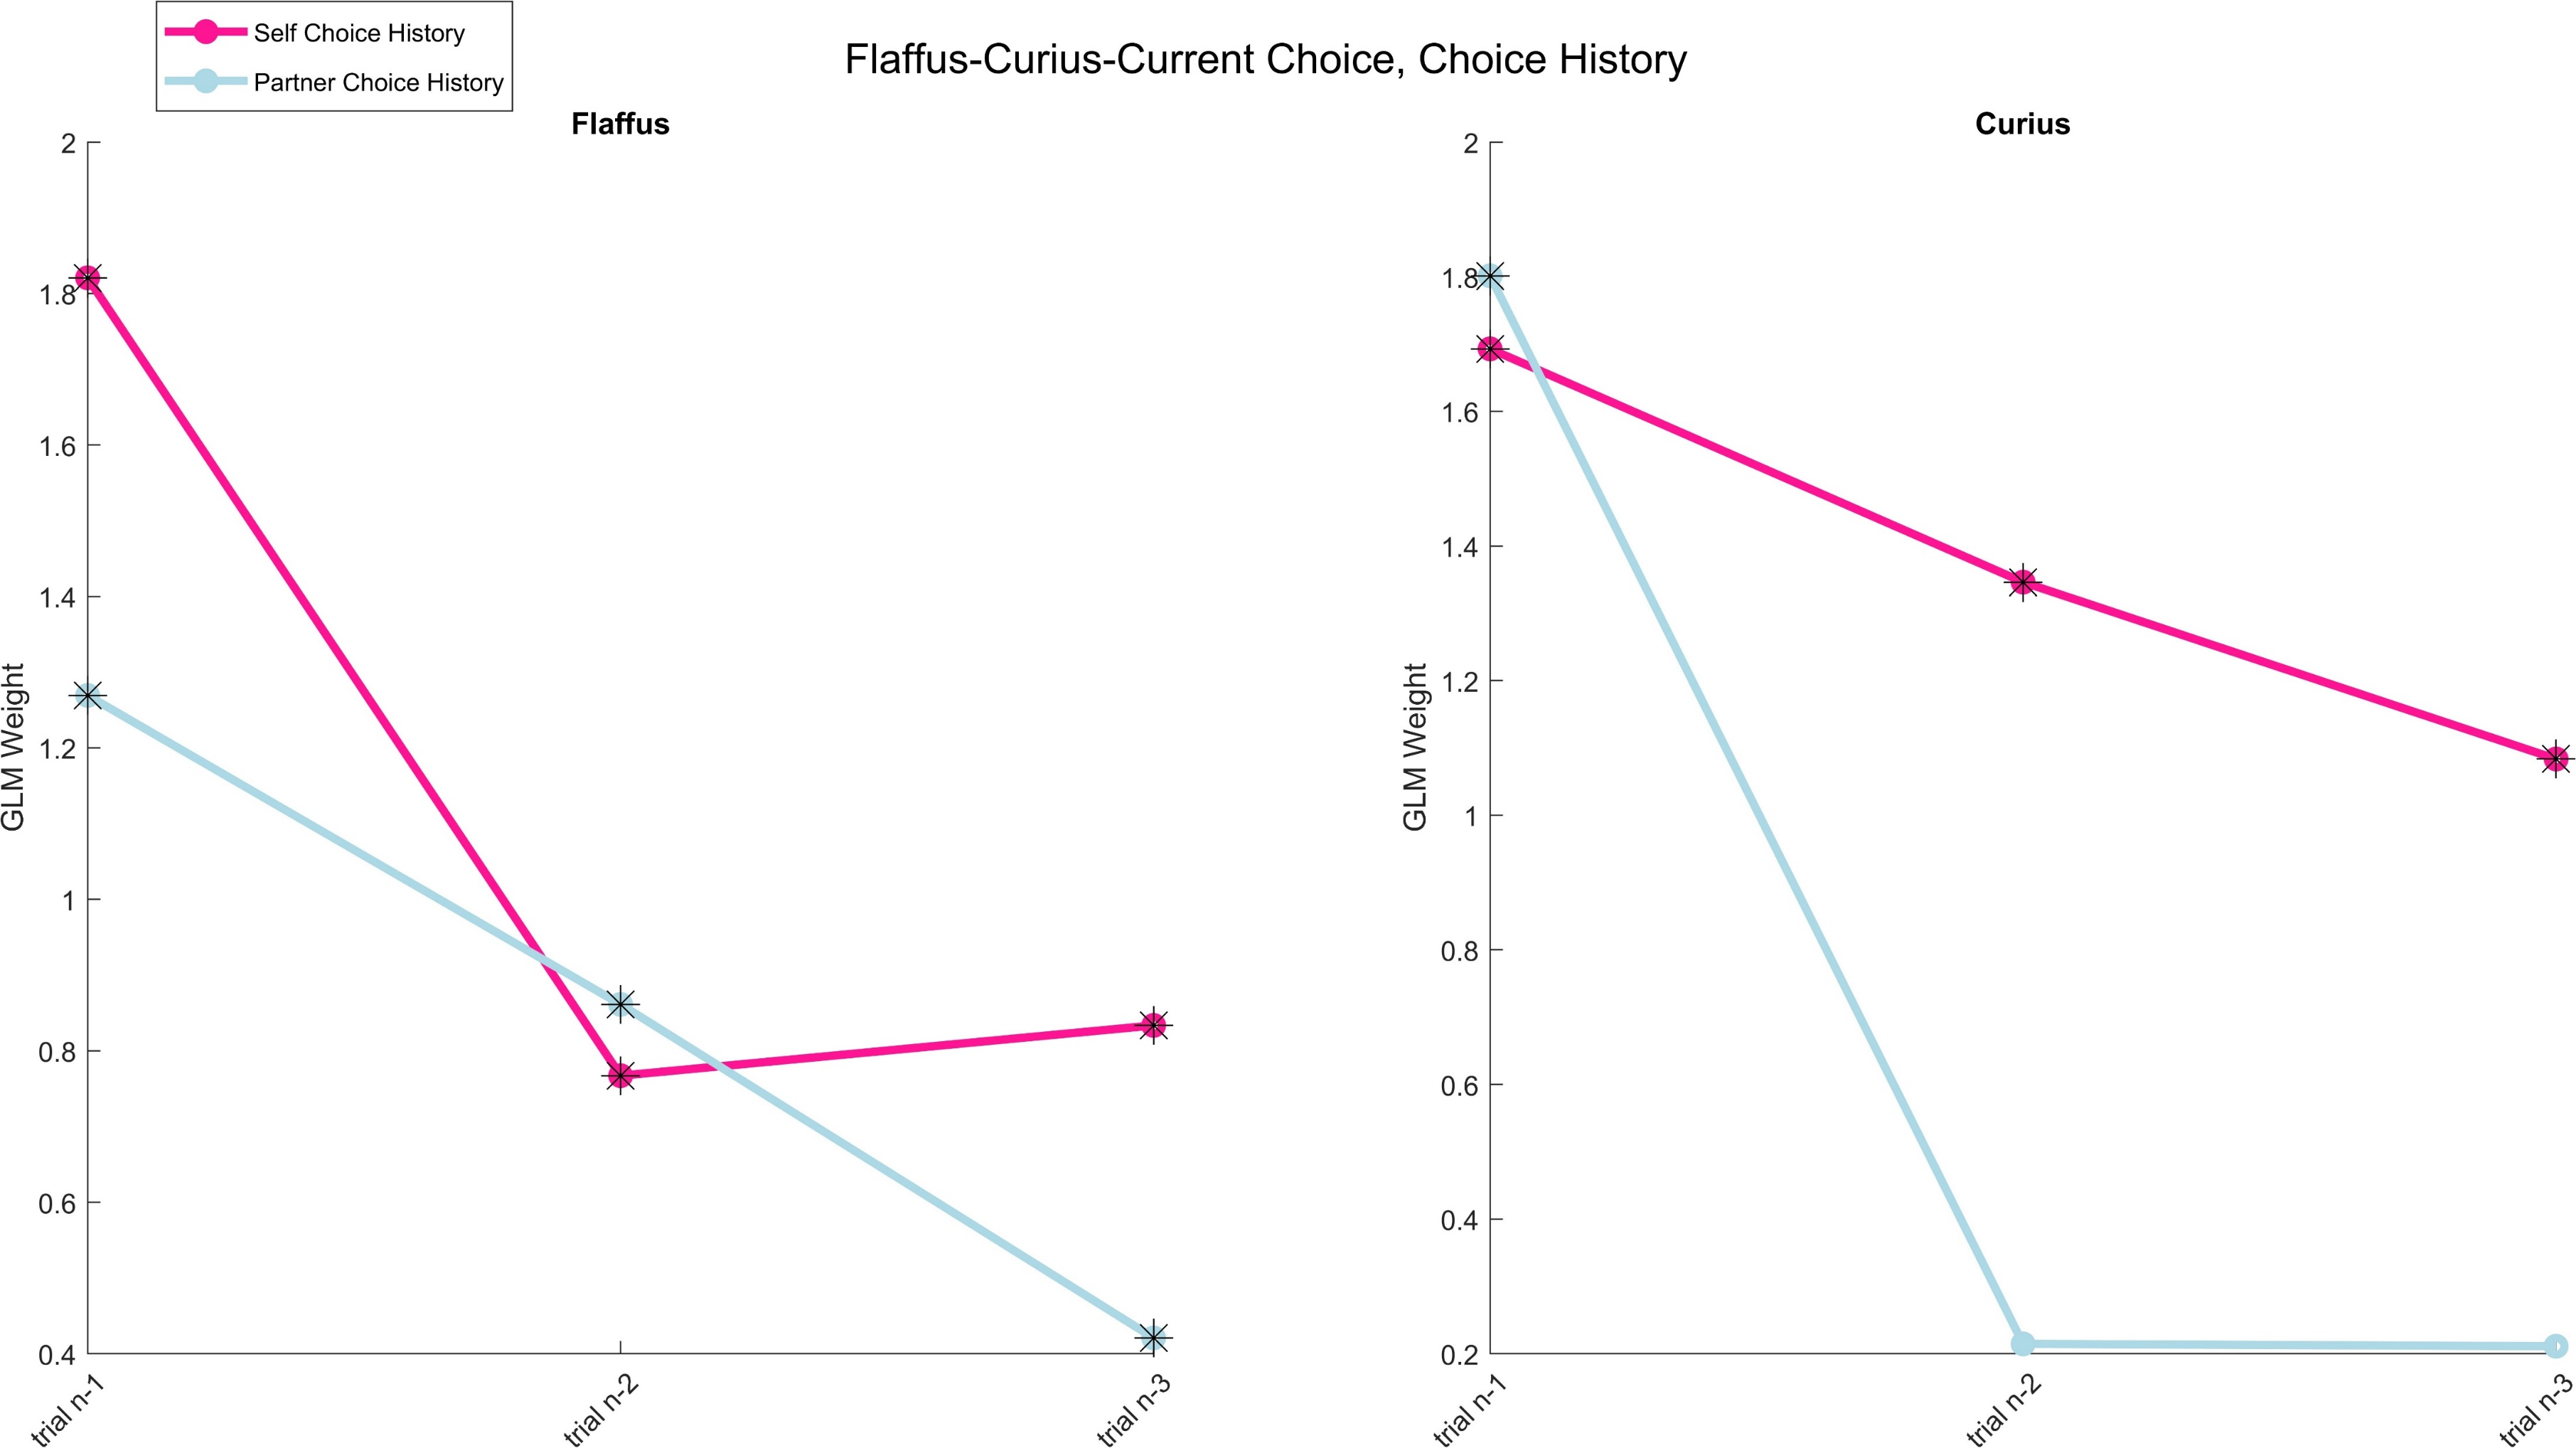 Self Choice History
Partner Choice History
Flaffus-Curius-Current Choice, Choice History
Flaffus
2
1.8
1.6
1.4
1.2
1
0.8
0.6
0.4
GLM Weight
trial n-1
trial n-2
trial n-3
Curius
2
1.8
1.6
1.4
1.2
1
0.8
0.6
0.4
0.2
GLM Weight
trial n-1
trial n-2
trial n-3